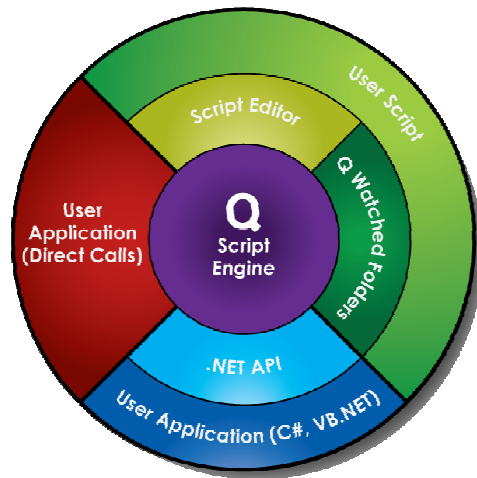 User Script
Script Editor
Q Watched Folders
User
Application
(Direct Calls)
Q
Script
Engine
.NET API
User Application (C#, VB.NET)